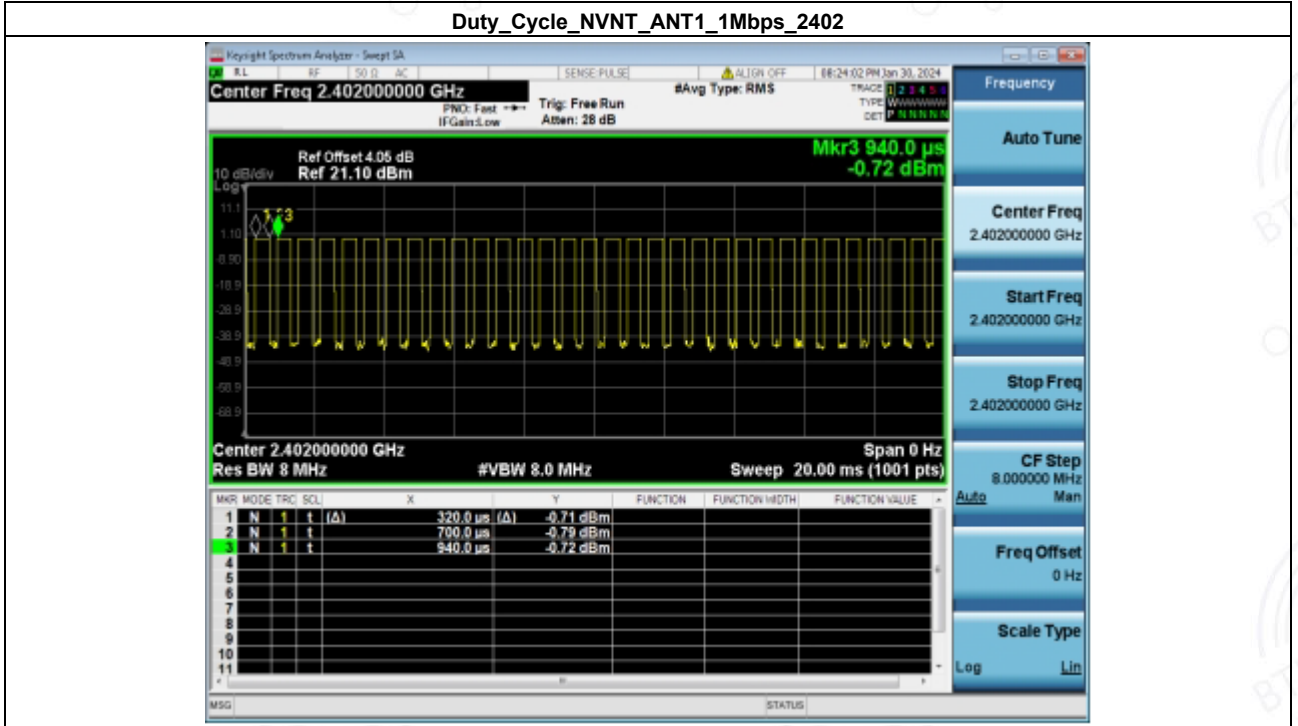 Duty_Cycle_NVNT_ANT1_1Mbps_2402
Keysight Spectrum Analyzer - Swept SA
RL RF 50 Ω AC SENSE:PULSE ALIGN OFF 08:24:02 PM Jan 30, 2024
Center Freq 2.402000000 GHz #Avg Type: RMS TRACE 1 2 3 4 5 6
PNO: Fast Trig: Free Run TYPE WWWWWW
IFGain:Low Atten: 28 dB DET P N N N N N
Mkr3 940.0 µs
-0.72 dBm
Ref Offset 4.05 dB
10 dB/div Ref 21.10 dBm
Log
11.1
3
1.10
-8.90
-18.9
-28.9
-38.9
-48.9
-58.9
-68.9
Center 2.402000000 GHz Span 0 Hz
Res BW 8 MHz #VBW 8.0 MHz Sweep 20.00 ms (1001 pts)
MKR MODE TRC SCL X Y FUNCTION FUNCTION WIDTH FUNCTION VALUE
1 N 1 t (Δ) 320.0 µs (Δ) -0.71 dBm
2 N 1 t 700.0 µs -0.79 dBm
3 N 1 t 940.0 µs -0.72 dBm
4
5
6
7
8
9
10
11
MSG STATUS
Frequency
Auto Tune
Center Freq
2.402000000 GHz
Start Freq
2.402000000 GHz
Stop Freq
2.402000000 GHz
CF Step
8.000000 MHz
Auto Man
Freq Offset
0 Hz
Scale Type
Log Lin